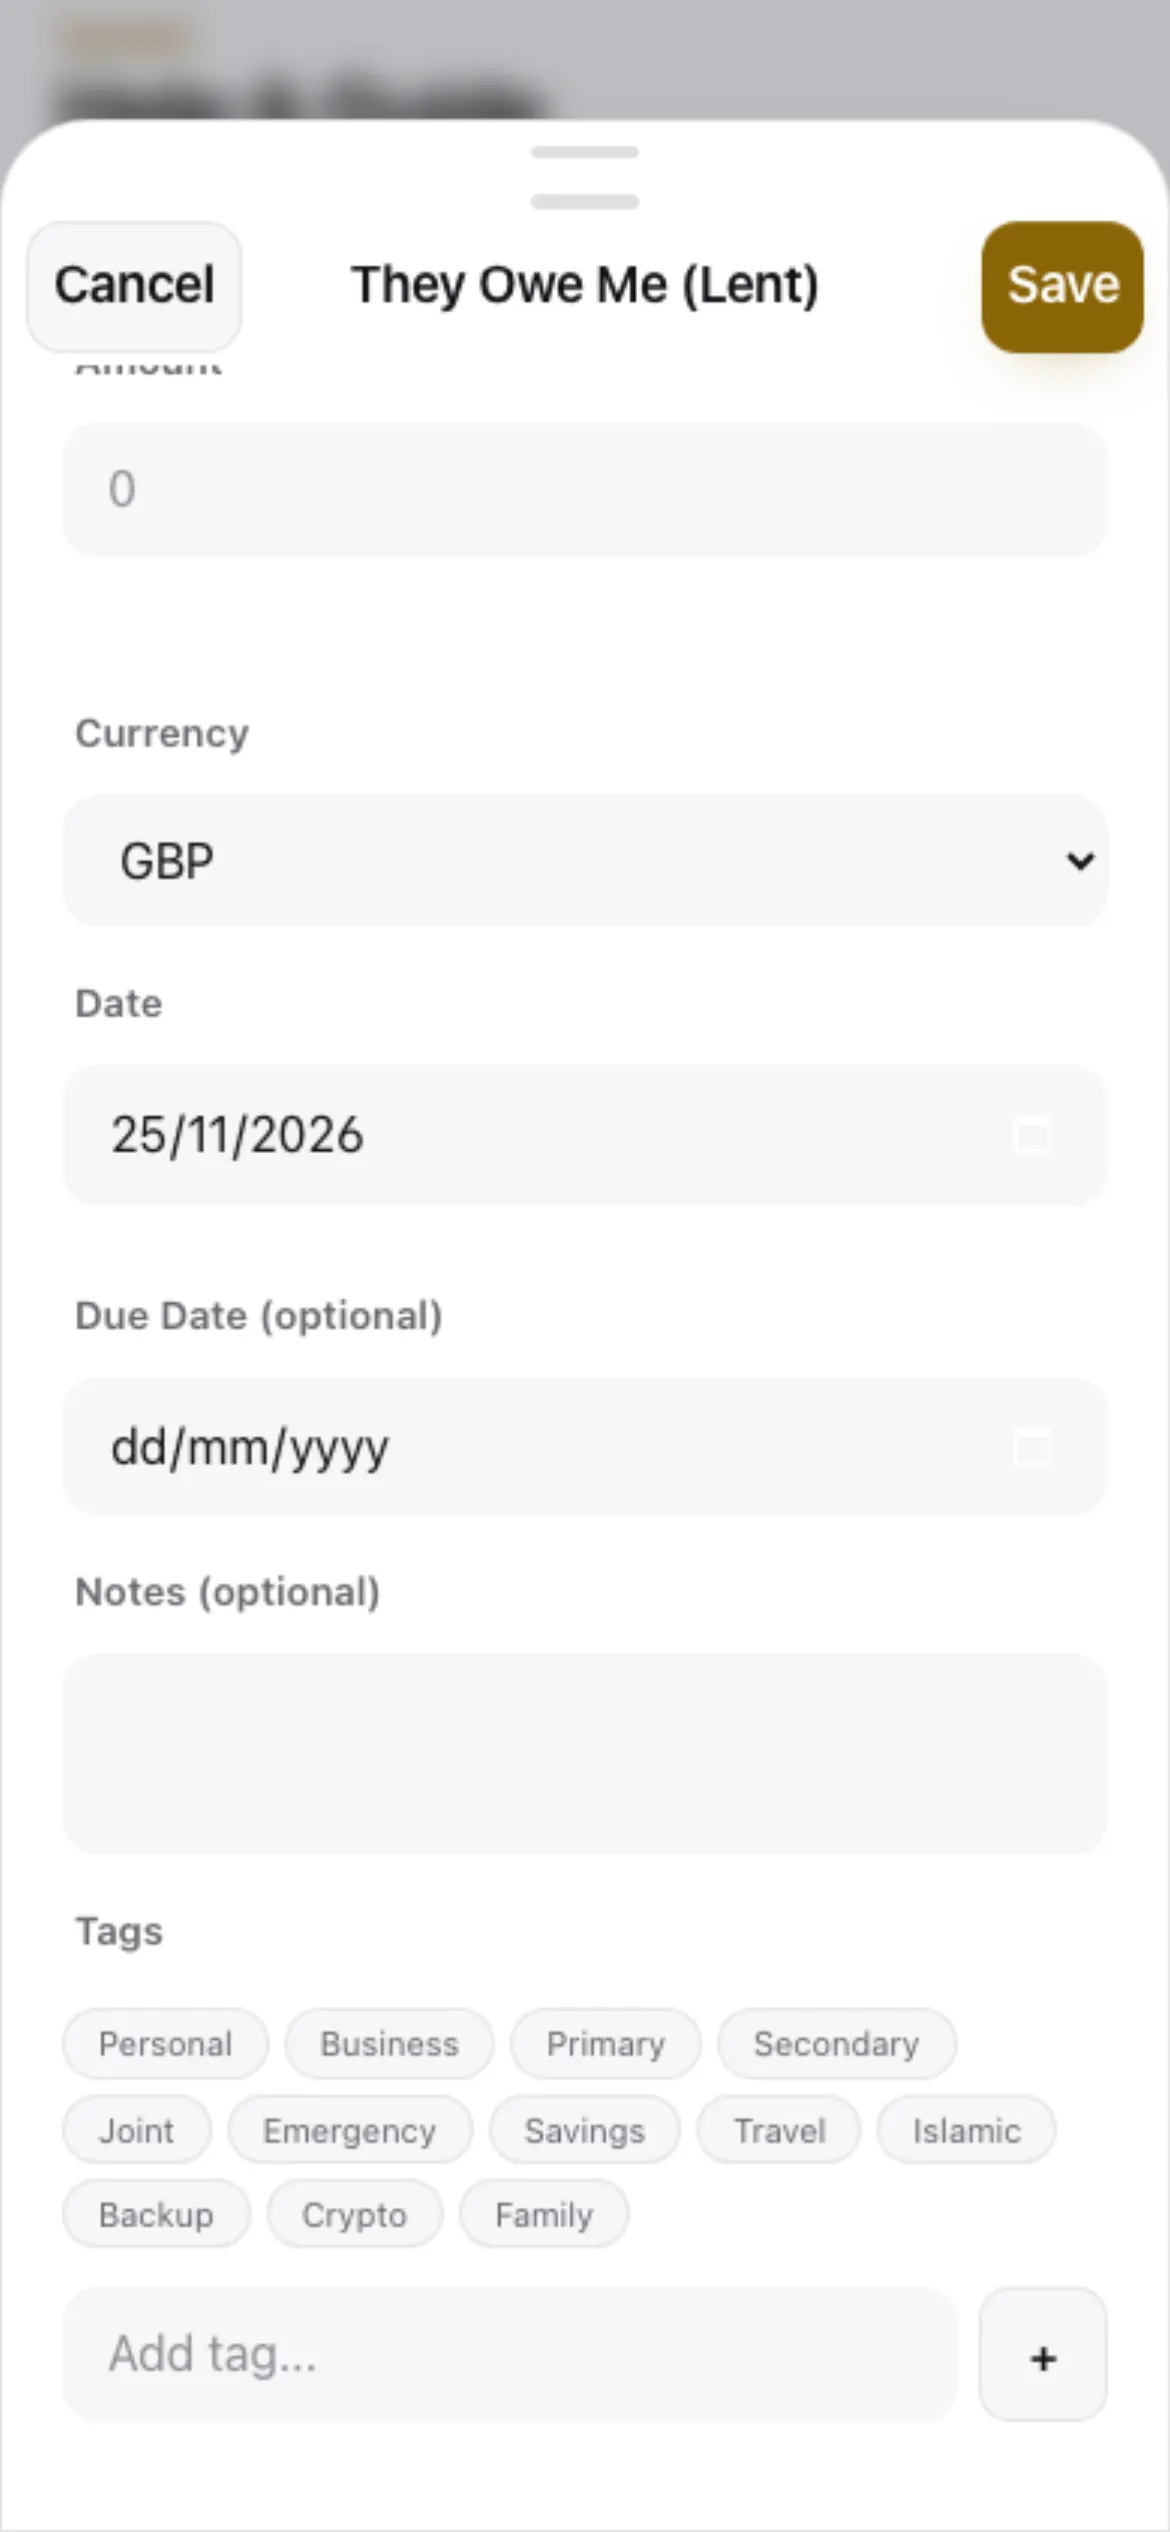 Cancel They Owe Me (Lent) Save
Amount
0
Currency
GBP
Date
25/11/2026
Due Date (optional)
dd/mm/yyyy
Notes (optional)
Tags
Personal Business Primary Secondary
Joint Emergency Savings Travel Islamic
Backup Crypto Family
Add tag... +